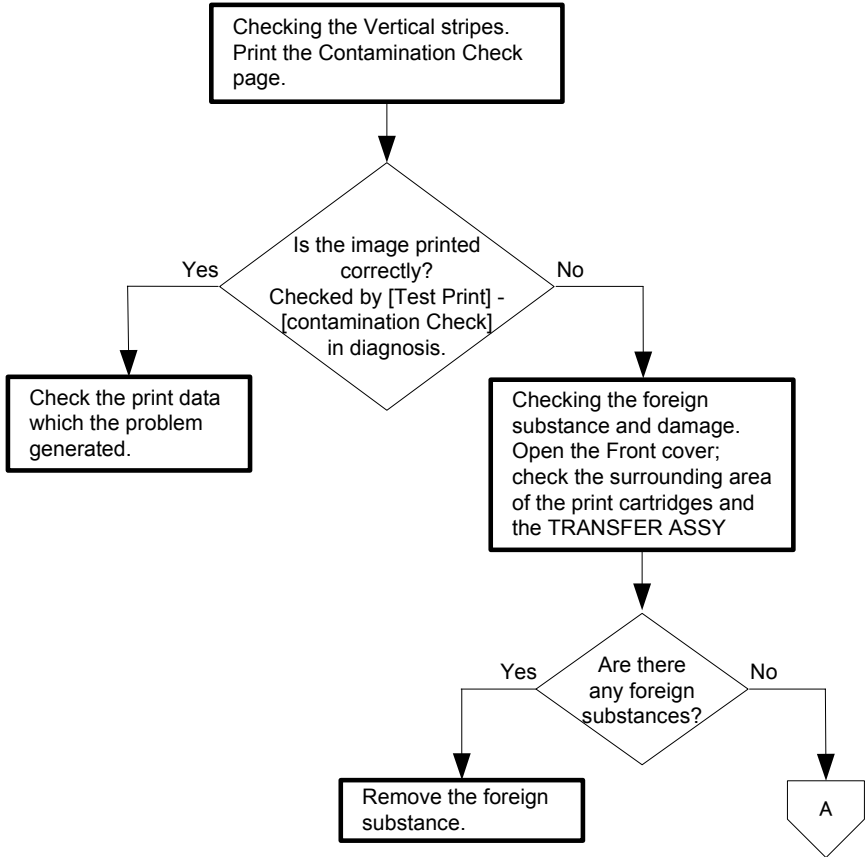 Checking the Vertical stripes.
Print the Contamination Check
page.
Is the image printed
correctly?
Checked by [Test Print] -
[contamination Check]
in diagnosis.
Yes
No
Check the print data
which the problem
generated.
Checking the foreign
substance and damage.
Open the Front cover;
check the surrounding area
of the print cartridges and
the TRANSFER ASSY
Are there
any foreign
substances?
Yes
No
Remove the foreign
substance.
A